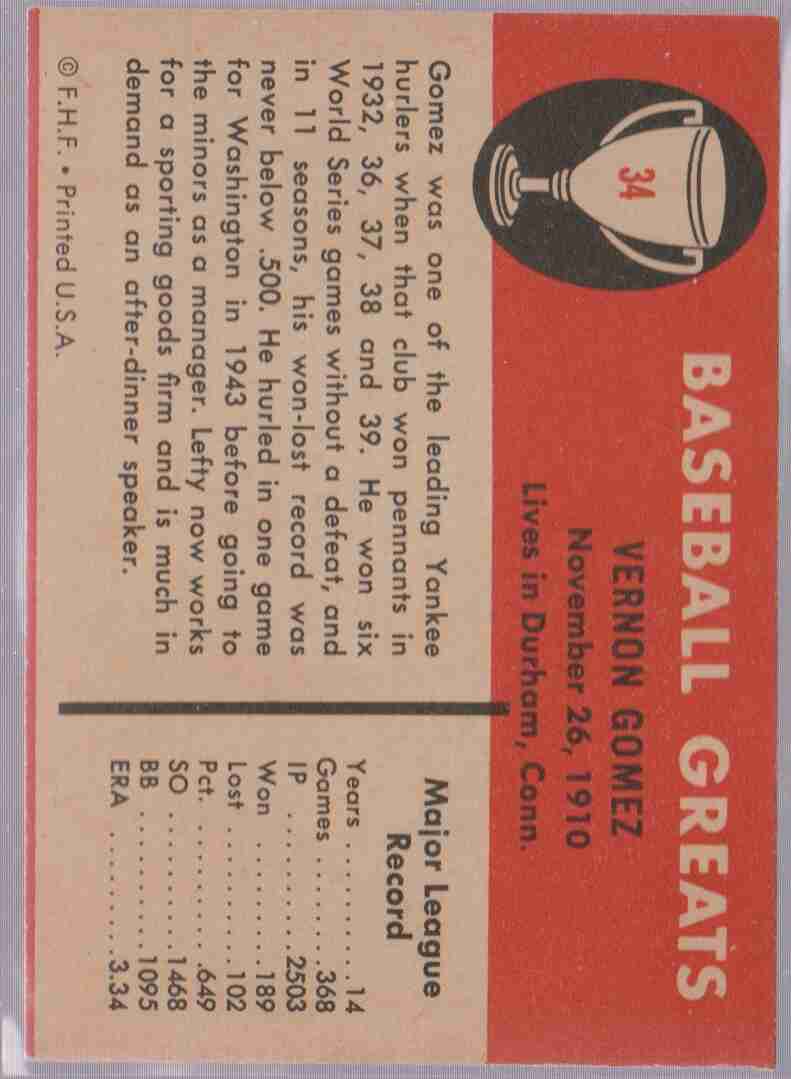 34
BASEBALL GREATS
VERNON GOMEZ
November 26, 1910
Lives in Durham, Conn.
Gomez was one of the leading Yankee
hurlers when that club won pennants in
1932, 36, 37, 38 and 39. He won six
World Series games without a defeat, and
in 11 seasons, his won-lost record was
never below .500. He hurled in one game
for Washington in 1943 before going to
the minors as a manager. Lefty now works
for a sporting goods firm and is much in
demand as an after-dinner speaker.
© F.H.F. • Printed U.S.A.
Major League
Record
Years . . . . . . . . . . 14
Games . . . . . . . 368
IP . . . . . . . . . . 2503
Won . . . . . . . . . 189
Lost . . . . . . . . . . 102
Pct. . . . . . . . . . .649
SO . . . . . . . . . . 1468
BB . . . . . . . . . . 1095
ERA . . . . . . . . . 3.34